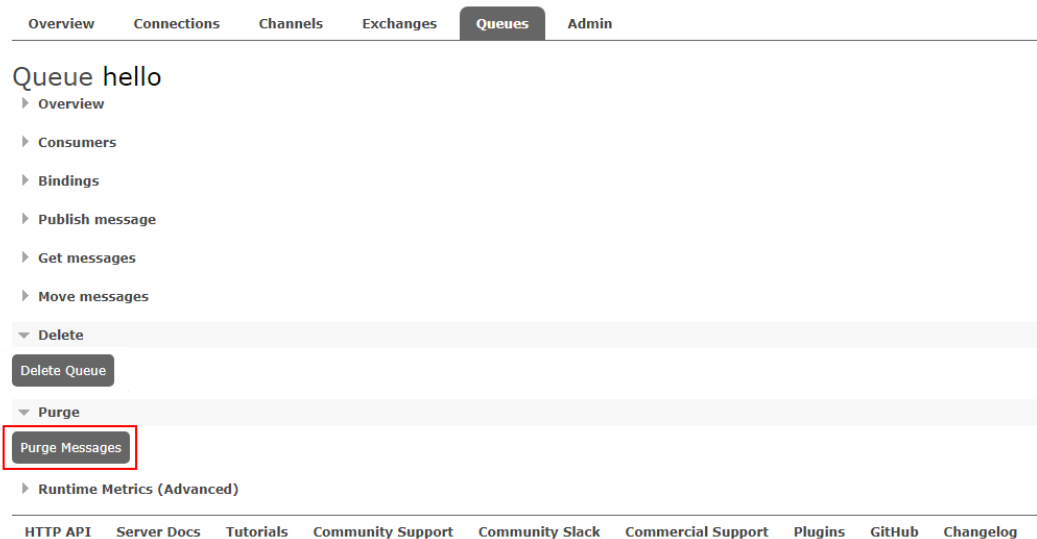 Overview Connections Channels Exchanges Queues Admin
Queue hello
Overview
Consumers
Bindings
Publish message
Get messages
Move messages
Delete
Delete Queue
Purge
Purge Messages
Runtime Metrics (Advanced)
HTTP API Server Docs Tutorials Community Support Community Slack Commercial Support Plugins GitHub Changelog